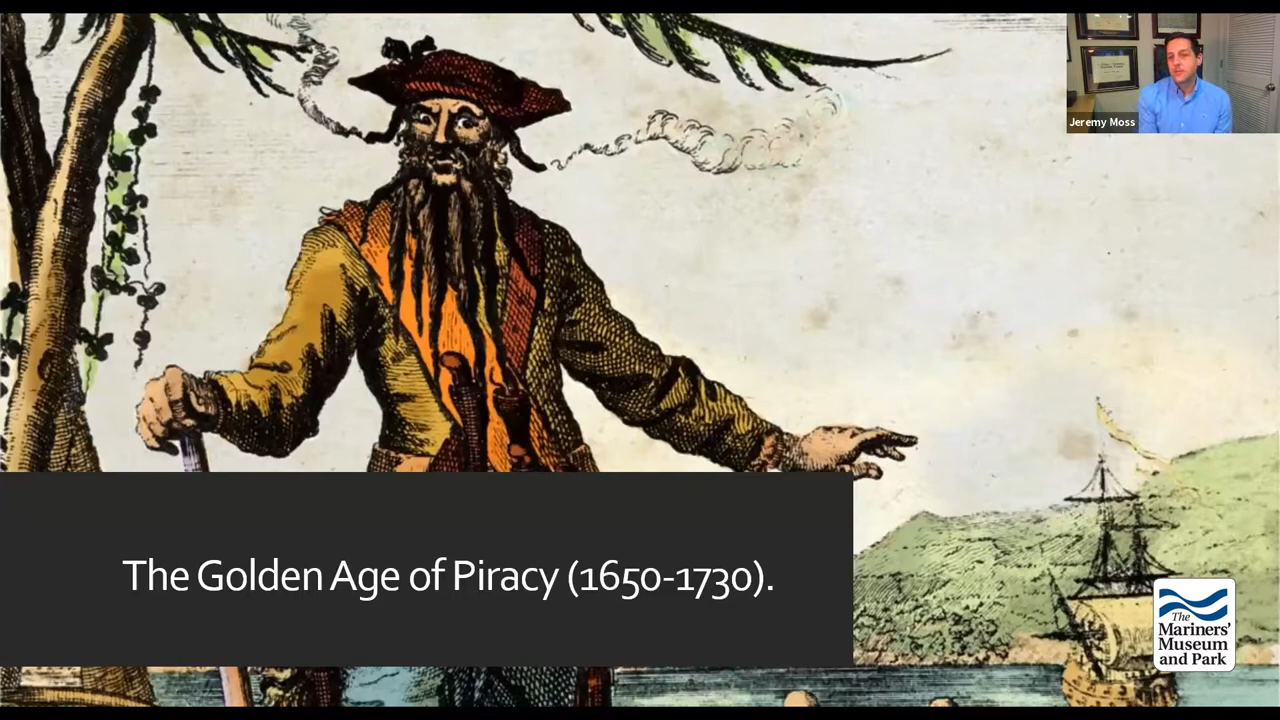 Jeremy Moss
The Golden Age of Piracy (1650-1730).
The
Mariners'
Museum
and Park